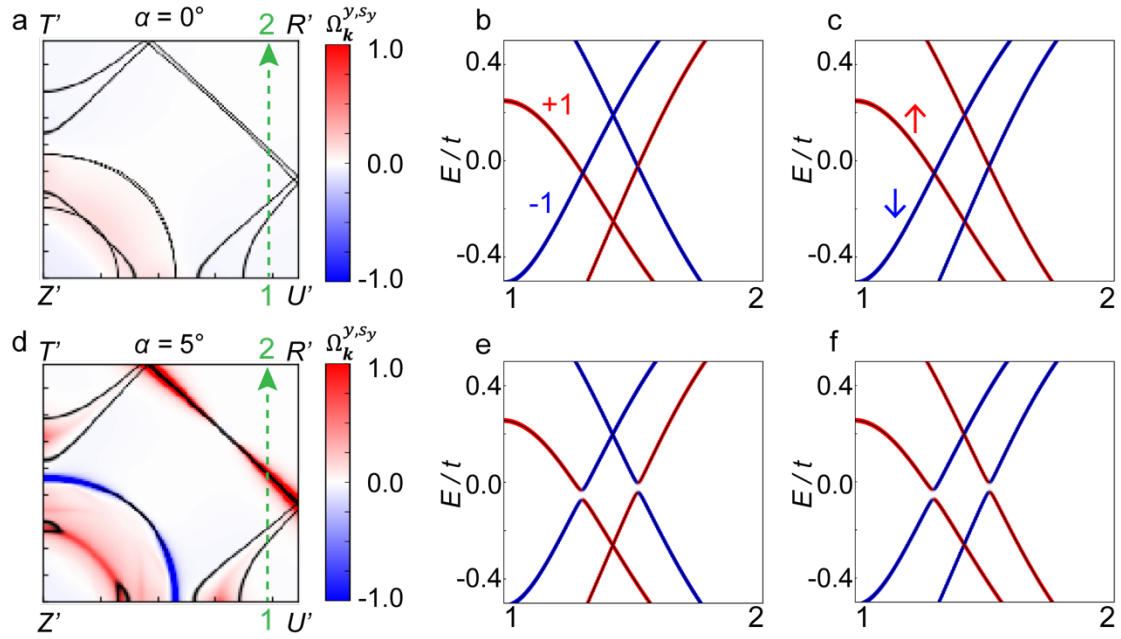 a T' α = 0° 2 R' Ω_k^{y,s_y}
1.0
0.0
-1.0
Z' 1 U'
b
E / t
0.4
0.0
-0.4
+1
-1
1 2
c
E / t
0.4
0.0
-0.4
↑
↓
1 2
d T' α = 5° 2 R' Ω_k^{y,s_y}
1.0
0.0
-1.0
Z' 1 U'
e
E / t
0.4
0.0
-0.4
1 2
f
E / t
0.4
0.0
-0.4
1 2